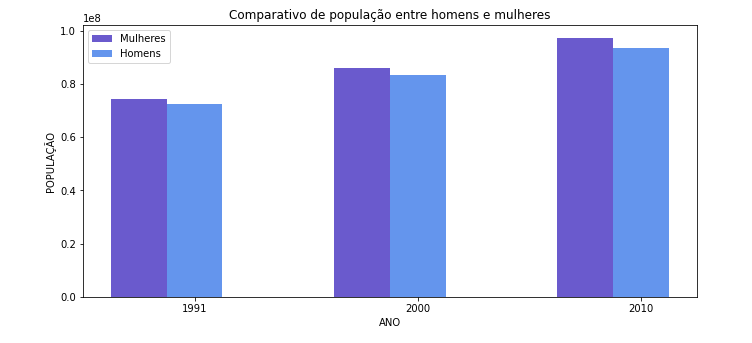 Comparativo de população entre homens e mulheres
1e8
Mulheres
Homens
1.0
0.8
0.6
0.4
0.2
0.0
POPULAÇÃO
1991 2000 2010
ANO